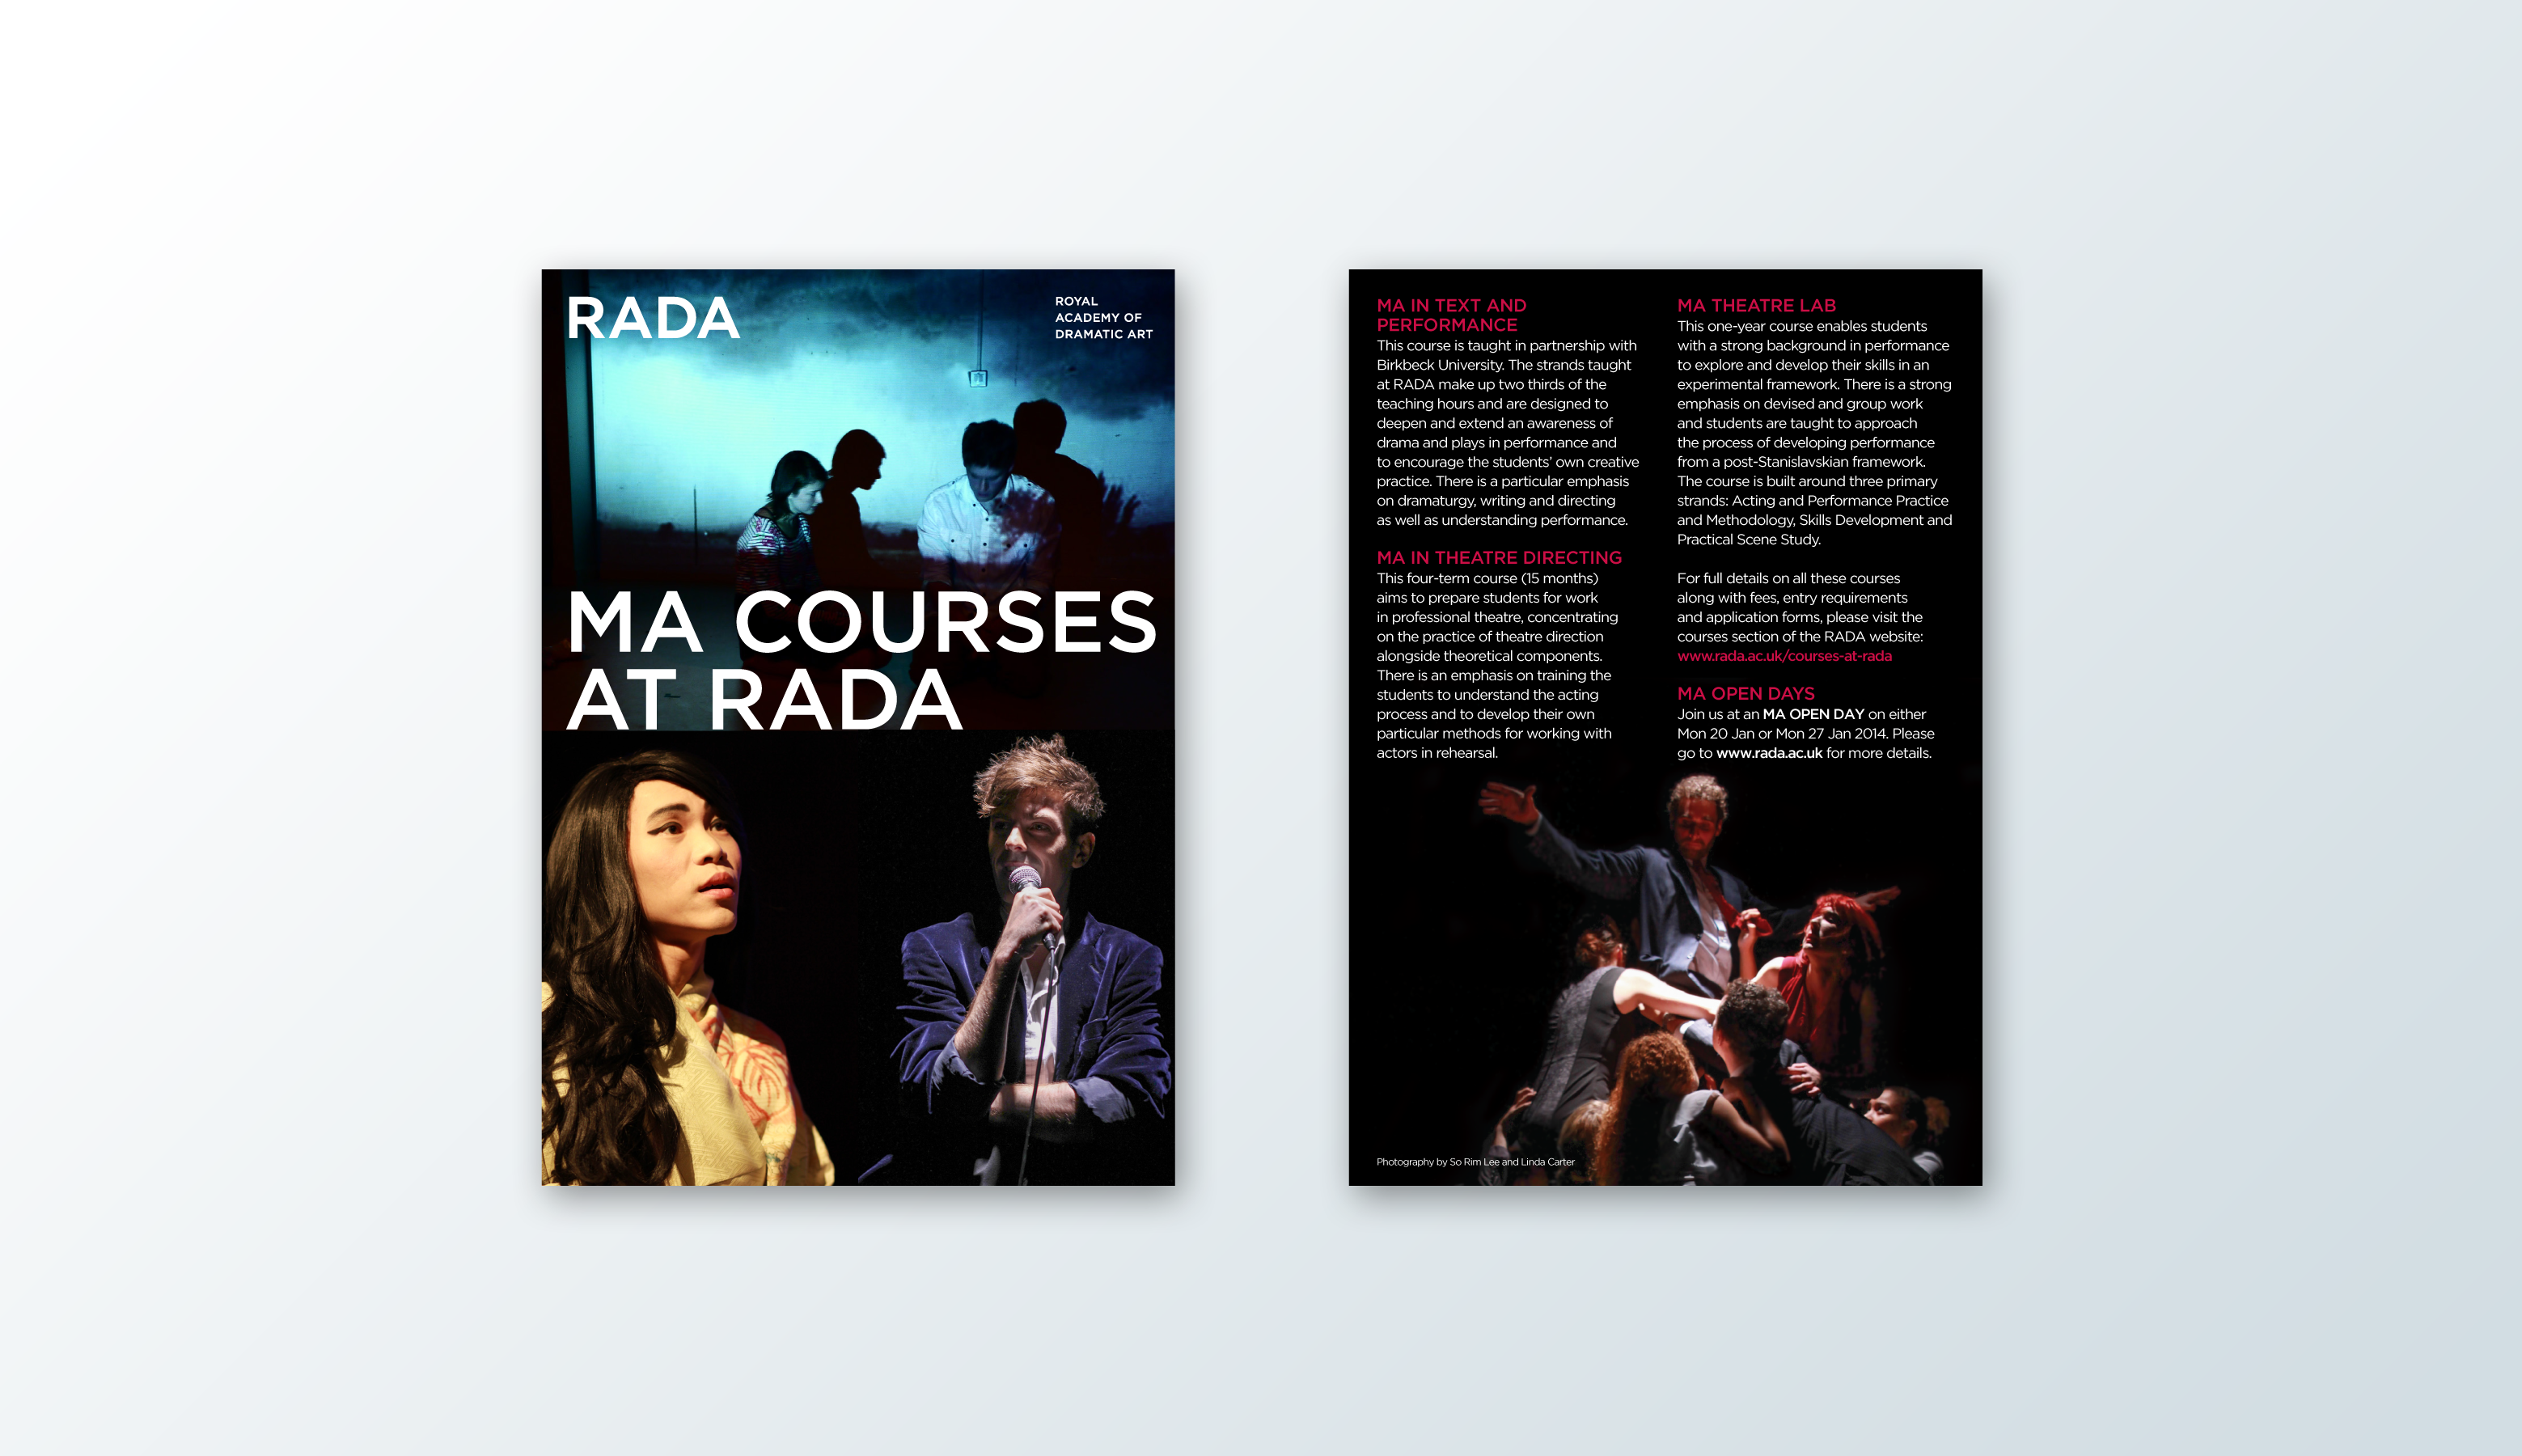 RADA
ROYAL
ACADEMY OF
DRAMATIC ART
MA COURSES
AT RADA
MA IN TEXT AND
PERFORMANCE
This course is taught in partnership with
Birkbeck University. The strands taught
at RADA make up two thirds of the
teaching hours and are designed to
deepen and extend an awareness of
drama and plays in performance and
to encourage the students’ own creative
practice. There is a particular emphasis
on dramaturgy, writing and directing
as well as understanding performance.
MA IN THEATRE DIRECTING
This four-term course (15 months)
aims to prepare students for work
in professional theatre, concentrating
on the practice of theatre direction
alongside theoretical components.
There is an emphasis on training the
students to understand the acting
process and to develop their own
particular methods for working with
actors in rehearsal.
MA THEATRE LAB
This one-year course enables students
with a strong background in performance
to explore and develop their skills in an
experimental framework. There is a strong
emphasis on devised and group work
and students are taught to approach
the process of developing performance
from a post-Stanislavskian framework.
The course is built around three primary
strands: Acting and Performance Practice
and Methodology, Skills Development and
Practical Scene Study.
For full details on all these courses
along with fees, entry requirements
and application forms, please visit the
courses section of the RADA website:
www.rada.ac.uk/courses-at-rada
MA OPEN DAYS
Join us at an MA OPEN DAY on either
Mon 20 Jan or Mon 27 Jan 2014. Please
go to www.rada.ac.uk for more details.
Photography by So Rim Lee and Linda Carter